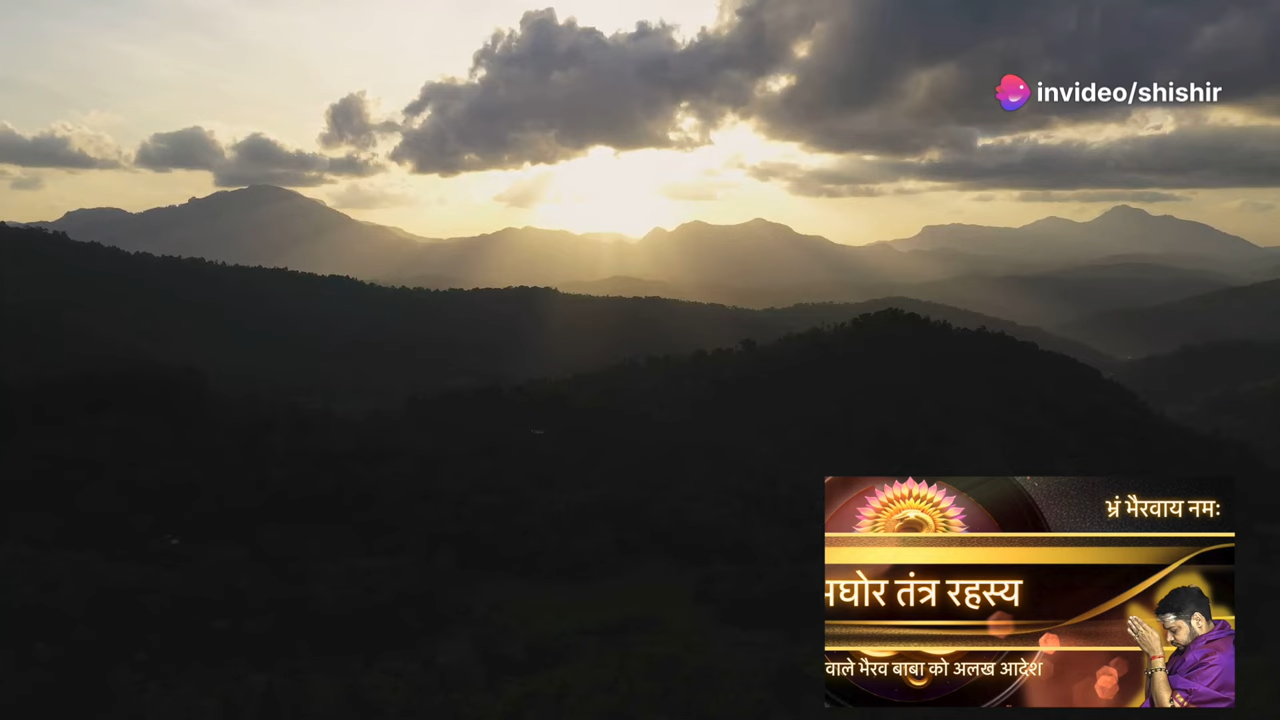 invideo/shishir
भ्रं भैरवाय नमः
तंत्र रहस्य
वाले भैरव बाबा को अलख आदेश